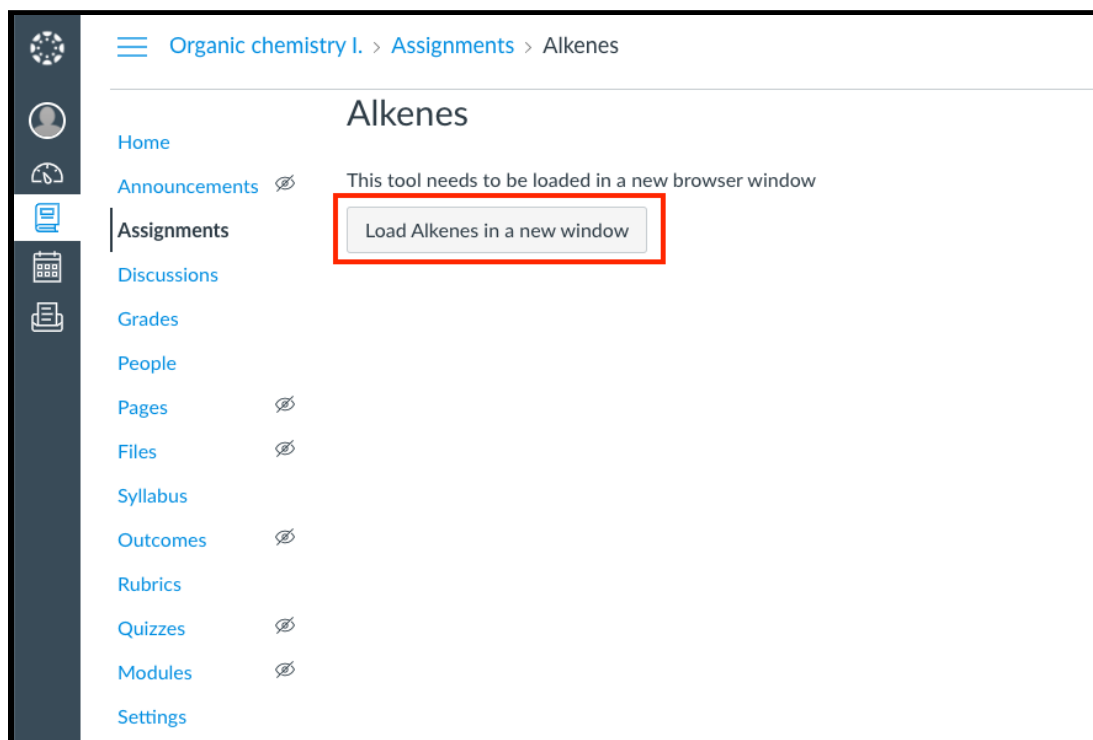 Organic chemistry I. > Assignments > Alkenes
Alkenes
Home
Announcements
Assignments
Discussions
Grades
People
Pages
Files
Syllabus
Outcomes
Rubrics
Quizzes
Modules
Settings
This tool needs to be loaded in a new browser window
Load Alkenes in a new window